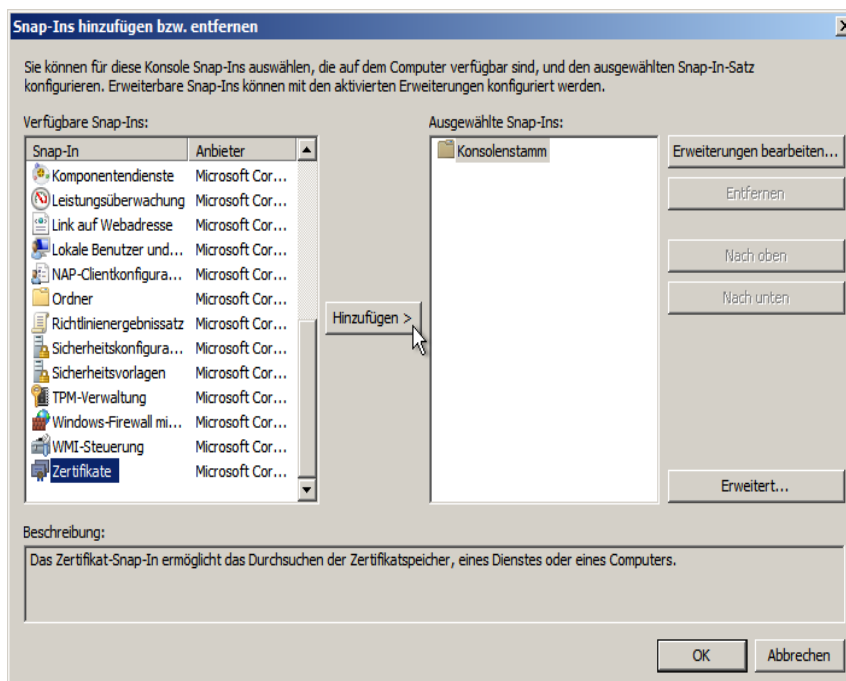 Snap-Ins hinzufügen bzw. entfernen
Sie können für diese Konsole Snap-Ins auswählen, die auf dem Computer verfügbar sind, und den ausgewählten Snap-In-Satz
konfigurieren. Erweiterbare Snap-Ins können mit den aktivierten Erweiterungen konfiguriert werden.
Verfügbare Snap-Ins:
Snap-In Anbieter
Komponentendienste Microsoft Cor...
Leistungsüberwachung Microsoft Cor...
Link auf Webadresse Microsoft Cor...
Lokale Benutzer und... Microsoft Cor...
NAP-Clientkonfigura... Microsoft Cor...
Ordner Microsoft Cor...
Richtlinienergebnissatz Microsoft Cor...
Sicherheitskonfigura... Microsoft Cor...
Sicherheitsvorlagen Microsoft Cor...
TPM-Verwaltung Microsoft Cor...
Windows-Firewall mi... Microsoft Cor...
WMI-Steuerung Microsoft Cor...
Zertifikate Microsoft Cor...
Hinzufügen >
Ausgewählte Snap-Ins:
Konsolenstamm
Erweiterungen bearbeiten...
Entfernen
Nach oben
Nach unten
Erweitert...
Beschreibung:
Das Zertifikat-Snap-In ermöglicht das Durchsuchen der Zertifikatspeicher, eines Dienstes oder eines Computers.
OK Abbrechen